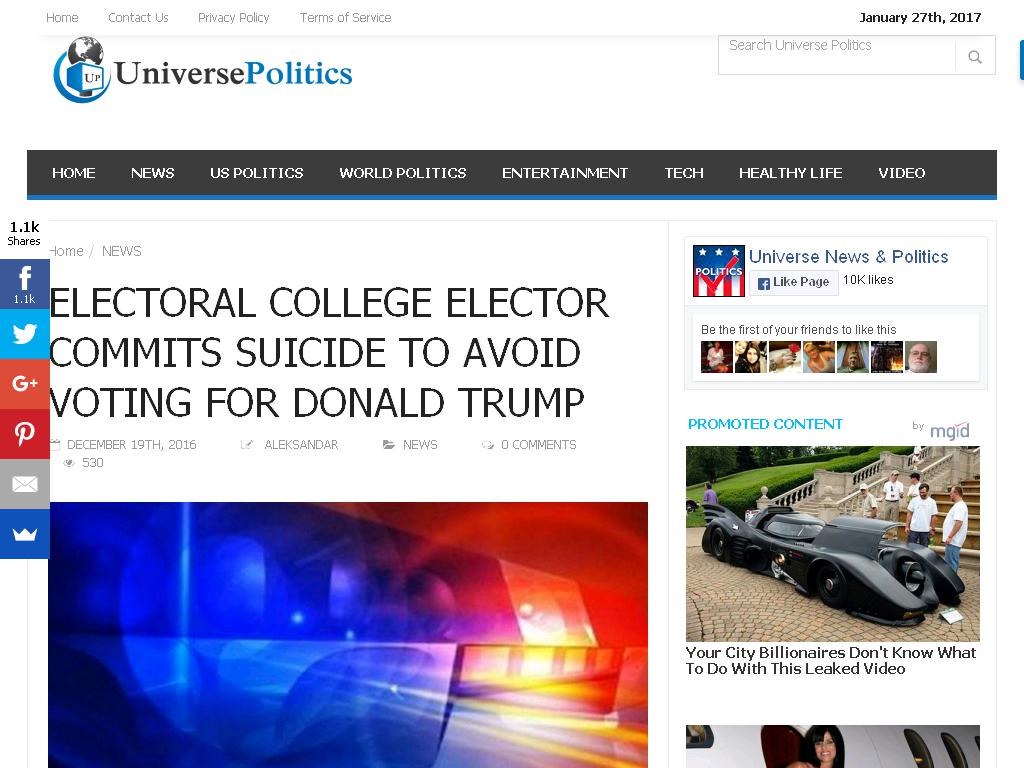 Home Contact Us Privacy Policy Terms of Service January 27th, 2017
UP UniversePolitics
Search Universe Politics
HOME NEWS US POLITICS WORLD POLITICS ENTERTAINMENT TECH HEALTHY LIFE VIDEO
1.1k
Shares
1.1k
Home / NEWS
ELECTORAL COLLEGE ELECTOR
COMMITS SUICIDE TO AVOID
VOTING FOR DONALD TRUMP
DECEMBER 19TH, 2016 ALEKSANDAR NEWS 0 COMMENTS
530
POLITICS
Universe News & Politics
Like Page 10K likes
Be the first of your friends to like this
PROMOTED CONTENT by mgid
Your City Billionaires Don't Know What
To Do With This Leaked Video